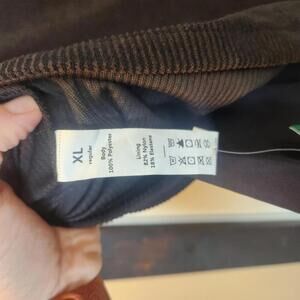 XL
regular
Body
100% Polyester
Lining
82% Nylon
18% Elastane